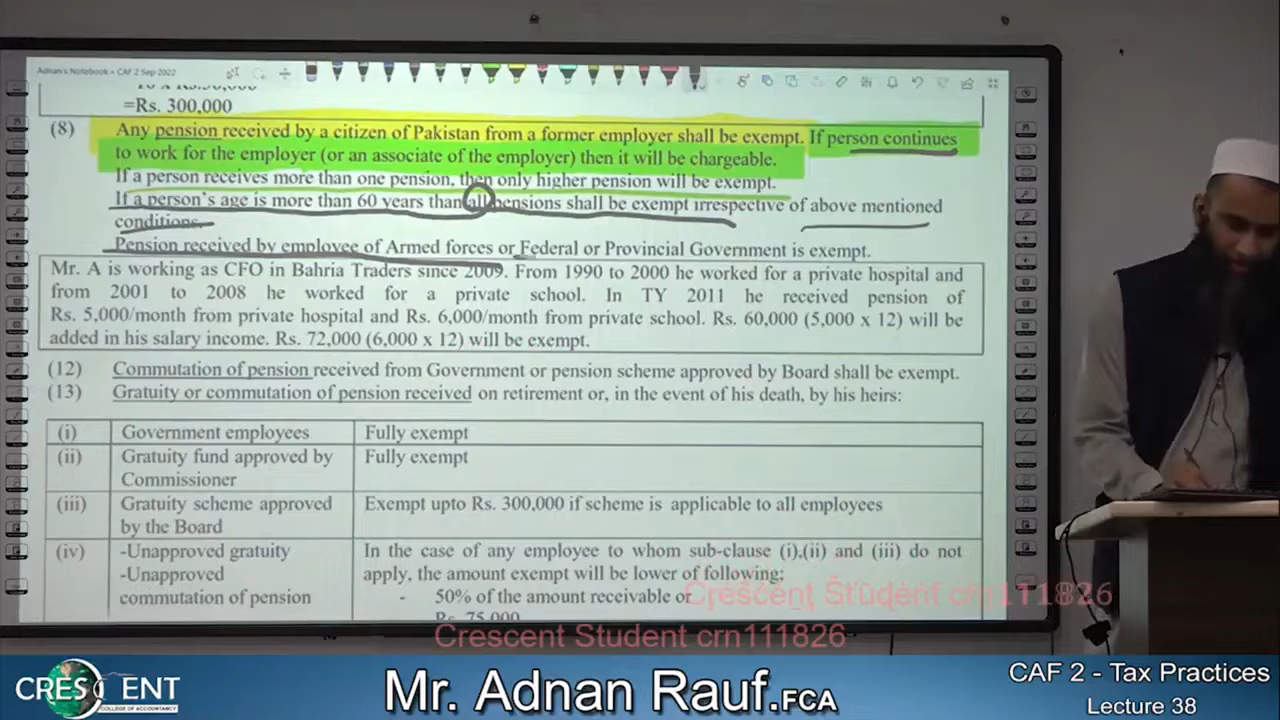 Adnan's Notebook » CAF 2 Sep 2022
=Rs. 300,000
(8) Any pension received by a citizen of Pakistan from a former employer shall be exempt. If person continues
to work for the employer (or an associate of the employer) then it will be chargeable.
If a person receives more than one pension, then only higher pension will be exempt.
If a person's age is more than 60 years than all pensions shall be exempt irrespective of above mentioned
conditions.
Pension received by employee of Armed forces or Federal or Provincial Government is exempt.
Mr. A is working as CFO in Bahria Traders since 2009. From 1990 to 2000 he worked for a private hospital and
from 2001 to 2008 he worked for a private school. In TY 2011 he received pension of
Rs. 5,000/month from private hospital and Rs. 6,000/month from private school. Rs. 60,000 (5,000 x 12) will be
added in his salary income. Rs. 72,000 (6,000 x 12) will be exempt.
(12) Commutation of pension received from Government or pension scheme approved by Board shall be exempt.
(13) Gratuity or commutation of pension received on retirement or, in the event of his death, by his heirs:
(i) Government employees Fully exempt
(ii) Gratuity fund approved by Fully exempt
Commissioner
(iii) Gratuity scheme approved Exempt upto Rs. 300,000 if scheme is applicable to all employees
by the Board
(iv) -Unapproved gratuity In the case of any employee to whom sub-clause (i),(ii) and (iii) do not
-Unapproved apply, the amount exempt will be lower of following;
commutation of pension - 50% of the amount receivable or
Rs. 75,000
Crescent Student crn111826
Crescent Student crn111826
CRESCENT
COLLEGE OF ACCOUNTANCY
Mr. Adnan Rauf.FCA
CAF 2 - Tax Practices
Lecture 38